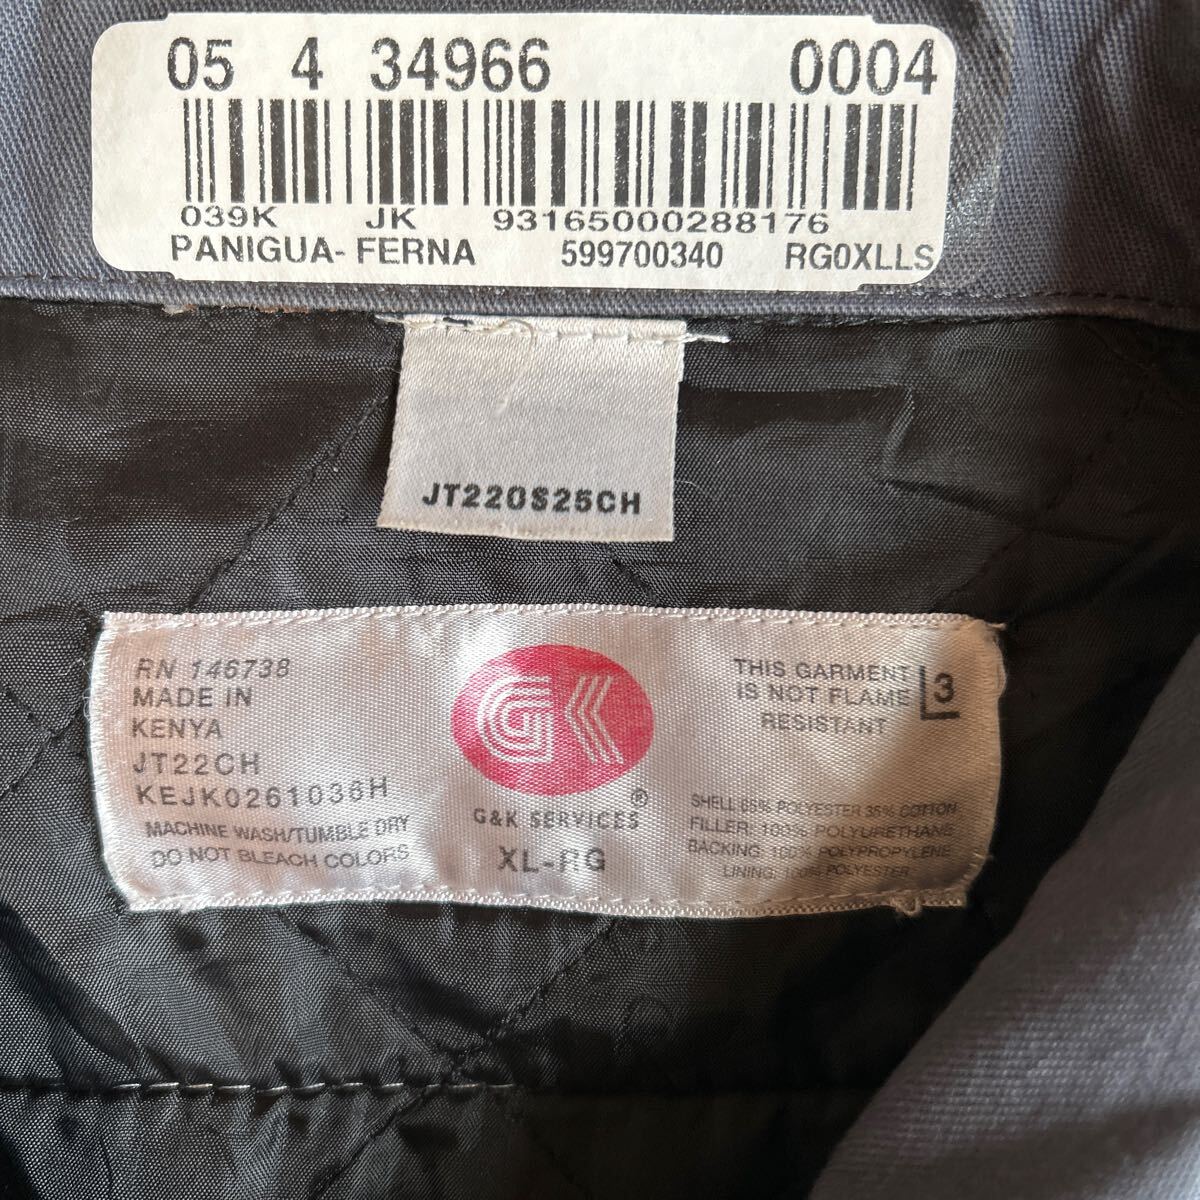 05 4 34966 0004
039K JK 93165000288176
PANIGUA- FERNA 599700340 RG0XLLS
JT220S25CH
RN 146738
MADE IN
KENYA
JT22CH
KEJK0261036H
MACHINE WASH/TUMBLE DRY
DO NOT BLEACH COLORS
GK
®
G&K SERVICES
XL-RG
THIS GARMENT
IS NOT FLAME
RESISTANT
3
SHELL 65% POLYESTER 35% COTTON
FILLER: 100% POLYURETHANE
BACKING: 100% POLYPROPYLENE
LINING: 100% POLYESTER